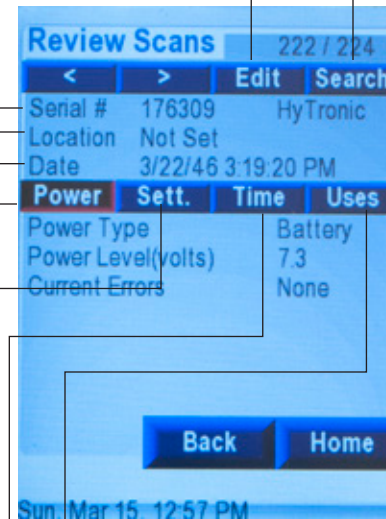 Review Scans 222 / 224
< > Edit Search
Serial # 176309 HyTronic
Location Not Set
Date 3/22/46 3:19:20 PM
Power Sett. Time Uses
Power Type Battery
Power Level(volts) 7.3
Current Errors None
Back Home
Sun, Mar 15, 12:57 PM